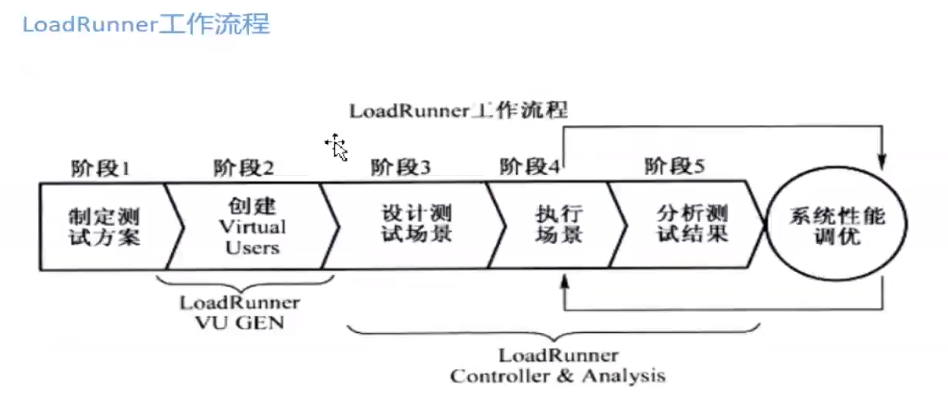 LoadRunner工作流程
LoadRunner工作流程
阶段1
阶段2
阶段3
阶段4
阶段5
制定测
试方案
创建
Virtual
Users
设计测
试场景
执行
场景
分析测
试结果
系统性能
调优
LoadRunner
VU GEN
LoadRunner
Controller & Analysis